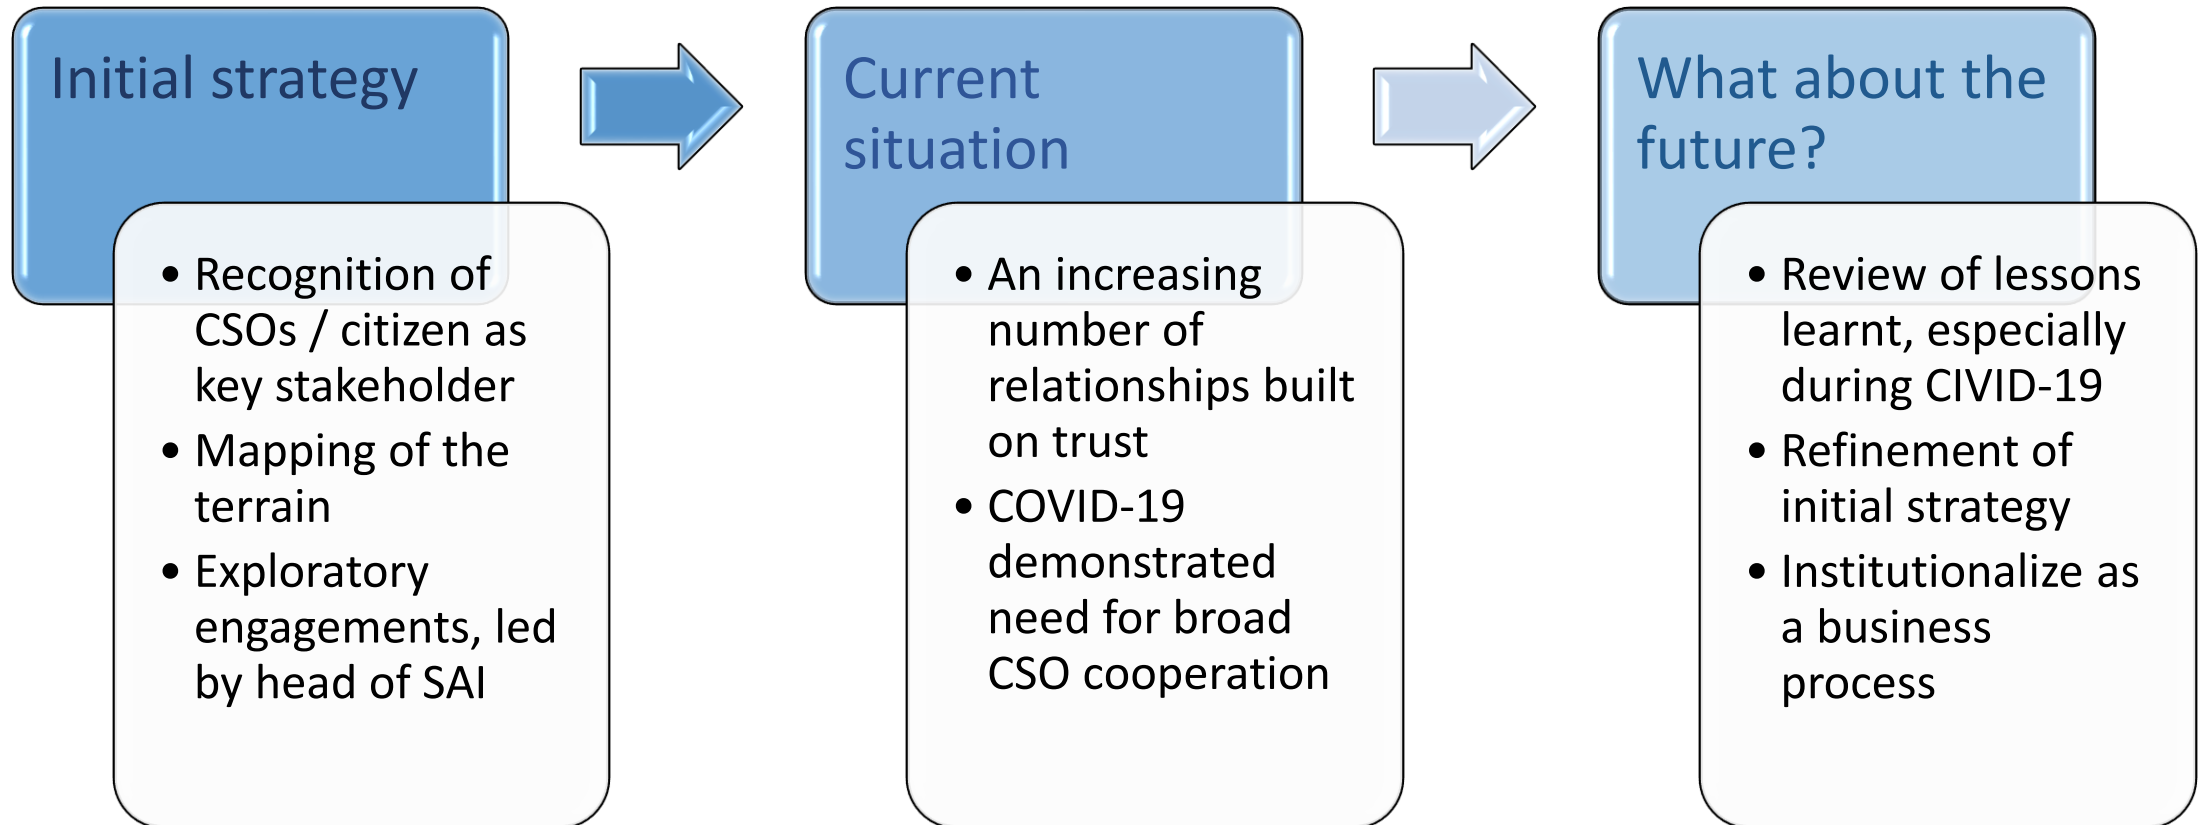 Initial strategy
• Recognition of
CSOs / citizen as
key stakeholder
• Mapping of the
terrain
• Exploratory
engagements, led
by head of SAI
Current
situation
• An increasing
number of
relationships built
on trust
• COVID-19
demonstrated
need for broad
CSO cooperation
What about the
future?
• Review of lessons
learnt, especially
during CIVID-19
• Refinement of
initial strategy
• Institutionalize as
a business
process